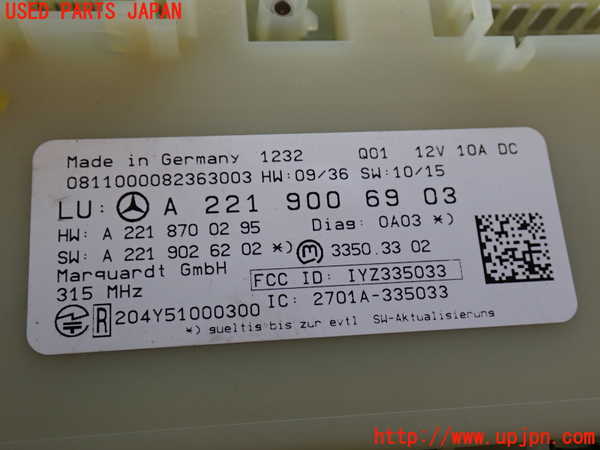 USED PARTS JAPAN
Made in Germany 1232 Q01 12V 10A DC
0811000082363003 HW:09/36 SW:10/15
LU: A 221 900 69 03
HW: A 221 870 02 95 Diag: 0A03 *)
SW: A 221 902 62 02 *) m 3350.33 02
Marquardt GmbH
FCC ID: IYZ335033
315 MHz
IC: 2701A-335033
R 204Y51000300
*) gueltig bis zur evtl SW-Aktualisierung
http://www.upjpn.com/